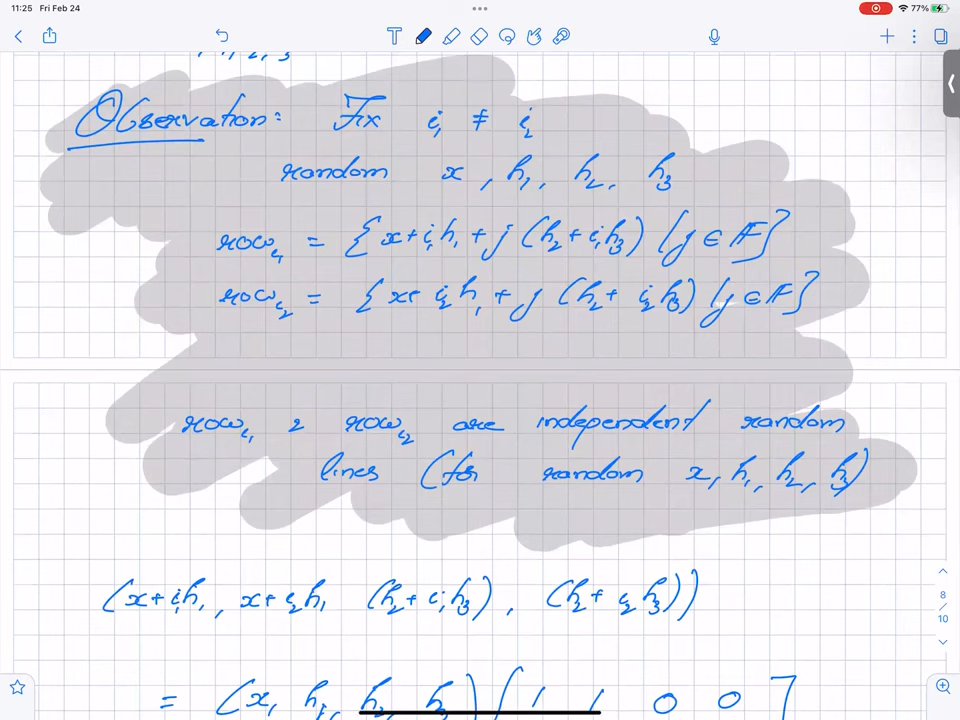 11:25 Fri Feb 24
77%
T
Observation: Fix i₁ ≠ i₂
random x, h₁, h₂, h₃
row_i₁ = {x+i₁h₁+j(h₂+i₁h₃) | j ∈ F}
row_i₂ = {x+i₂h₁+j(h₂+i₂h₃) | j ∈ F}
row_i₁ & row_i₂ are independent random
lines (for random x, h₁, h₂, h₃)
(x+i₁h₁, x+i₂h₁ (h₂+i₁h₃), (h₂+i₂h₃))
= (x, h₁, h₂, h₃) [1 1 0 0]
8
/
10